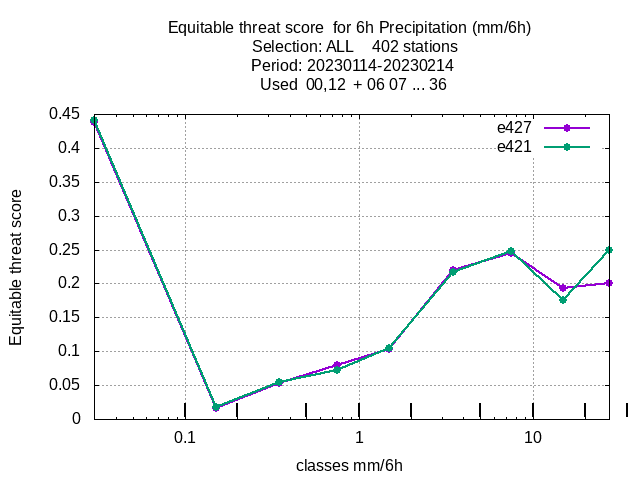 Equitable threat score  for 6h Precipitation (mm/6h)
Selection: ALL    402 stations
Period: 20230114-20230214
Used  00,12  + 06 07 ... 36
e427
e421
0.45
0.4
0.35
0.3
0.25
0.2
0.15
0.1
0.05
0
Equitable threat score
0.1 1 10
classes mm/6h